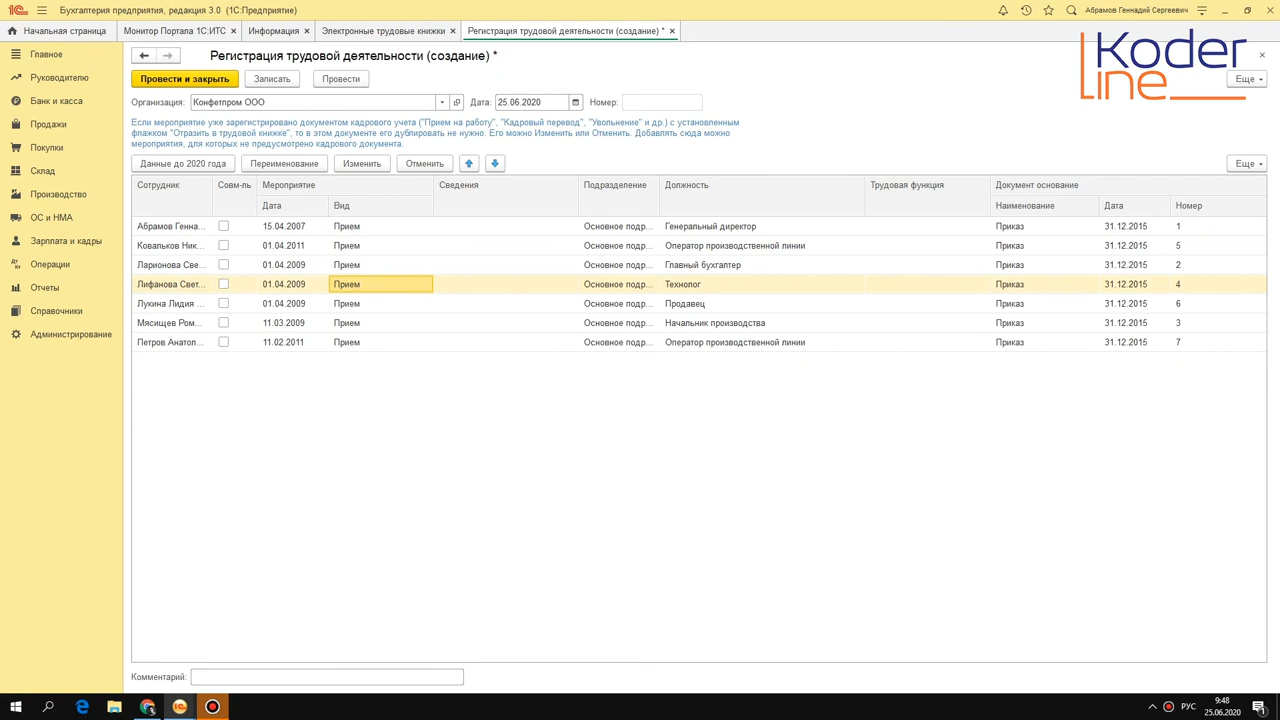 Бухгалтерия предприятия, редакция 3.0 (1С:Предприятие) Абрамов Геннадий Сергеевич
Начальная страница Монитор Портала 1С:ИТС × Информация × Электронные трудовые книжки × Регистрация трудовой деятельности (создание) * ×
Главное
Руководителю
Банк и касса
Продажи
Покупки
Склад
Производство
ОС и НМА
Зарплата и кадры
Операции
Отчеты
Справочники
Администрирование
Регистрация трудовой деятельности (создание) *
Koder
line
Провести и закрыть Записать Провести Еще
Организация: Конфетпром ООО Дата: 25.06.2020 Номер:
Если мероприятие уже зарегистрировано документом кадрового учета ("Прием на работу", "Кадровый перевод", "Увольнение" и др.) с установленным
флажком "Отразить в трудовой книжке", то в этом документе его дублировать не нужно. Его можно Изменить или Отменить. Добавлять сюда можно
мероприятия, для которых не предусмотрено кадрового документа.
Данные до 2020 года Переименование Изменить Отменить Еще
Сотрудник Совм-ль Мероприятие Сведения Подразделение Должность Трудовая функция Документ основание
Дата Вид Наименование Дата Номер
Абрамов Генна... 15.04.2007 Прием Основное подр... Генеральный директор Приказ 31.12.2015 1
Ковальков Ник... 01.04.2011 Прием Основное подр... Оператор производственной линии Приказ 31.12.2015 5
Ларионова Све... 01.04.2009 Прием Основное подр... Главный бухгалтер Приказ 31.12.2015 2
Лифанова Свет... 01.04.2009 Прием Основное подр... Технолог Приказ 31.12.2015 4
Лукина Лидия ... 01.04.2009 Прием Основное подр... Продавец Приказ 31.12.2015 6
Мясищев Ром... 11.03.2009 Прием Основное подр... Начальник производства Приказ 31.12.2015 3
Петров Анатол... 11.02.2011 Прием Основное подр... Оператор производственной линии Приказ 31.12.2015 7
Комментарий:
РУС 9:48
25.06.2020